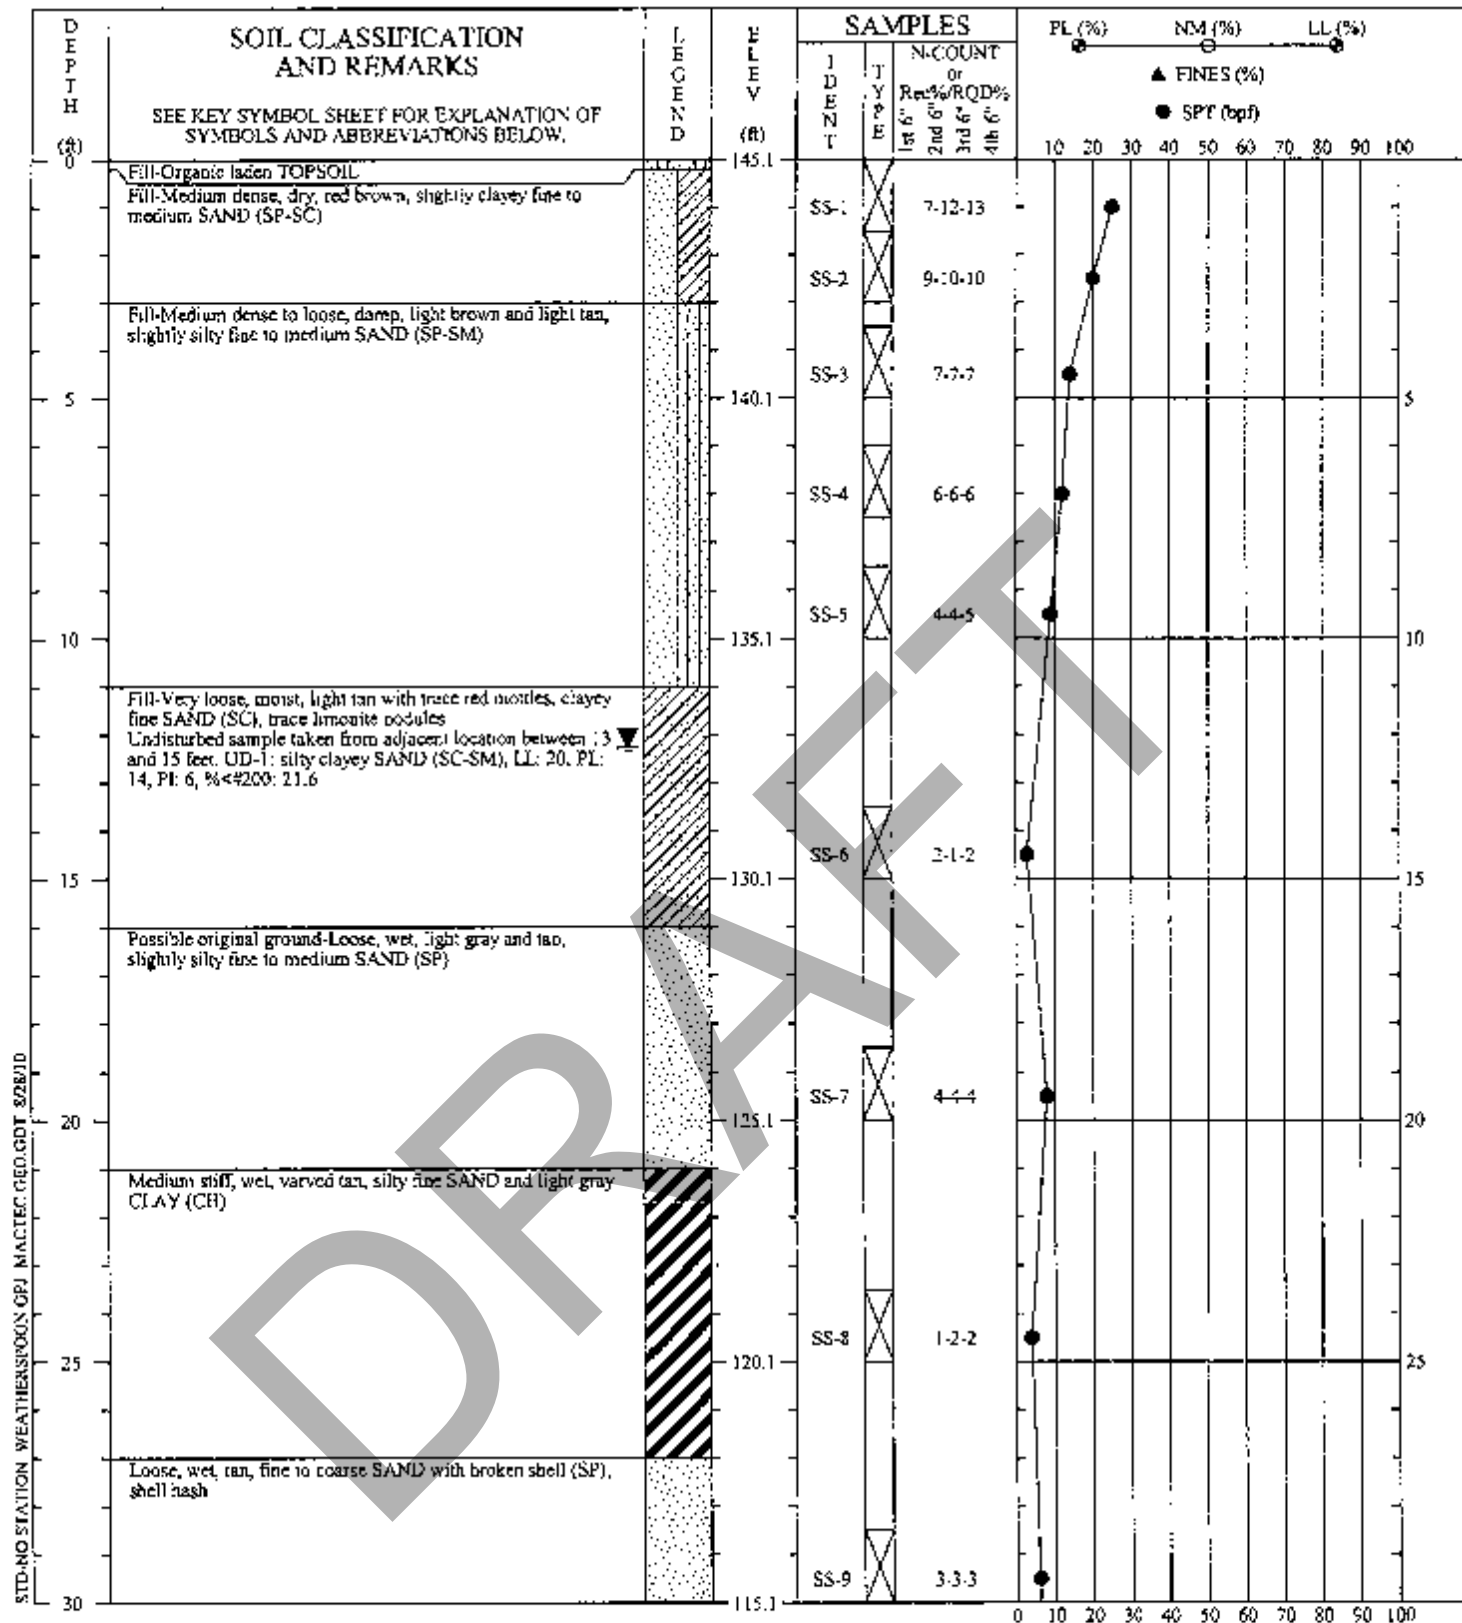 DEPTH (ft)
SOIL CLASSIFICATION
AND REMARKS
SEE KEY SYMBOL SHEET FOR EXPLANATION OF
SYMBOLS AND ABBREVIATIONS BELOW.
LEGEND
ELEV (ft)
SAMPLES
IDENT
TYPE
N-COUNT
or
Rec%/RQD%
1st 6"
2nd 6"
3rd 6"
4th 6"
PL (%) NM (%) LL (%)
▲ FINES (%)
● SPT (bpf)
10 20 30 40 50 60 70 80 90 100
0 145.1
Fill-Organic laden TOPSOIL
Fill-Medium dense, dry, red brown, slightly clayey fine to
medium SAND (SP-SC)
SS-1 7-12-13
SS-2 9-10-10
Fill-Medium dense to loose, damp, light brown and light tan,
slightly silty fine to medium SAND (SP-SM)
SS-3 7-7-7
5 140.1 5
SS-4 6-6-6
SS-5 4-4-5
10 135.1 10
Fill-Very loose, moist, light tan with trace red mottles, clayey
fine SAND (SC), trace limonite nodules
Undisturbed sample taken from adjacent location between 13
and 15 feet. UD-1: silty clayey SAND (SC-SM), LL: 20, PL:
14, PI: 6, %<#200: 21.6
SS-6 2-1-2
15 130.1 15
Possible original ground-Loose, wet, light gray and tan,
slightly silty fine to medium SAND (SP)
SS-7 4-4-4
20 125.1 20
Medium stiff, wet, varved tan, silty fine SAND and light gray
CLAY (CH)
SS-8 1-2-2
25 120.1 25
Loose, wet, tan, fine to coarse SAND with broken shell (SP),
shell hash
SS-9 3-3-3
30 115.1
0 10 20 30 40 50 60 70 80 90 100
STD-NO STATION WEATHERSPOON.GPJ MACTEC GEO.GDT 8/28/10
DRAFT